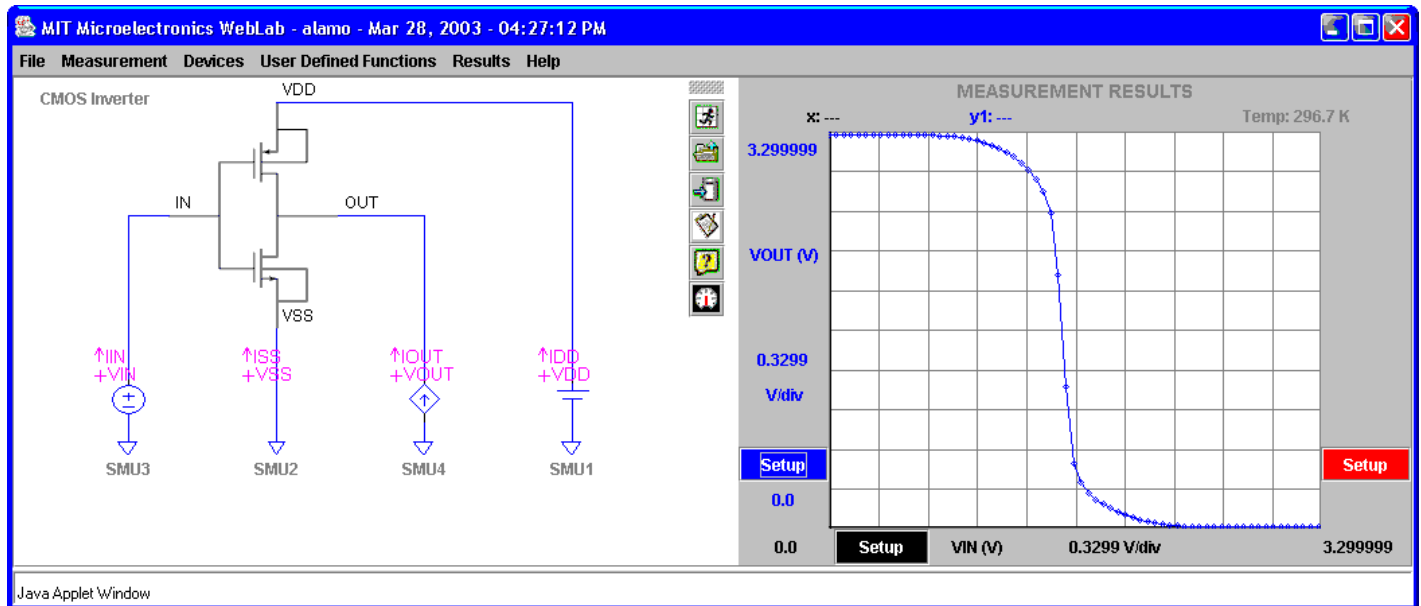 MIT Microelectronics WebLab - alamo - Mar 28, 2003 - 04:27:12 PM
File Measurement Devices User Defined Functions Results Help
CMOS Inverter
VDD
IN
OUT
VSS
↑IIN
+VIN
↑ISS
+VSS
↑IOUT
+VOUT
↑IDD
+VDD
SMU3
SMU2
SMU4
SMU1
MEASUREMENT RESULTS
x: ---
y1: ---
Temp: 296.7 K
3.299999
VOUT (V)
0.3299
V/div
Setup
Setup
0.0
0.0
Setup
VIN (V)
0.3299 V/div
3.299999
Java Applet Window